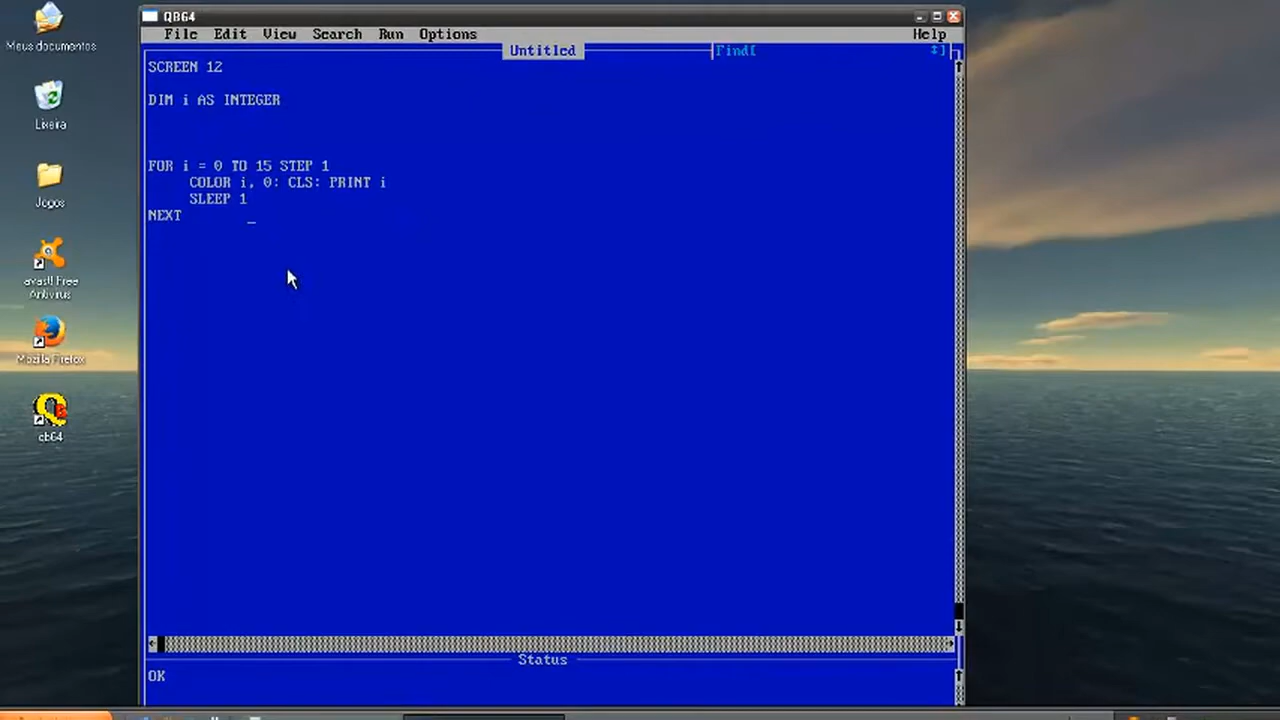 QB64
File Edit View Search Run Options Help
Untitled
Find[ ↕]
SCREEN 12
DIM i AS INTEGER
FOR i = 0 TO 15 STEP 1
COLOR i, 0: CLS: PRINT i
SLEEP 1
NEXT _
Status
OK
Meus documentos
Lixeira
Jogos
avast! Free
Antivirus
Mozilla Firefox
qb64